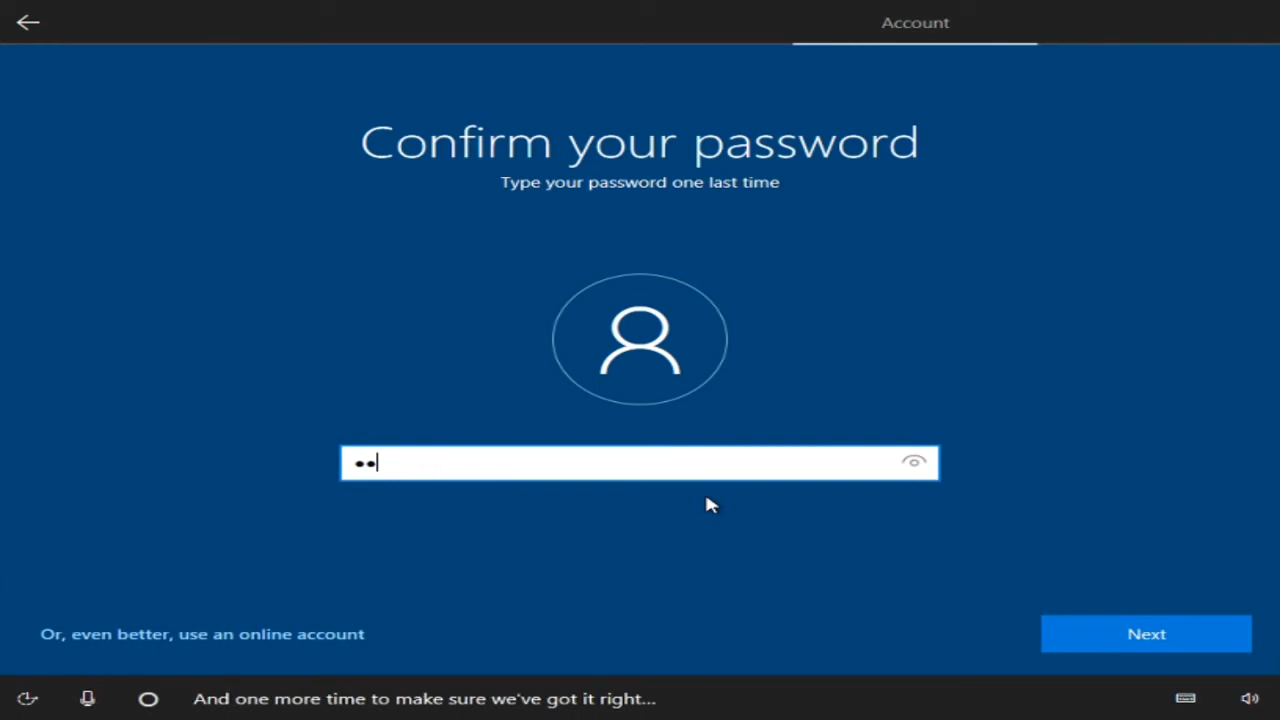 Account
Confirm your password
Type your password one last time
Or, even better, use an online account
Next
And one more time to make sure we've got it right...